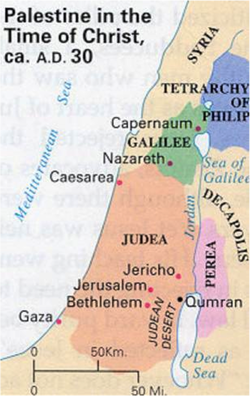 Palestine in the
Time of Christ,
ca. A.D. 30
SYRIA
Mediterranean Sea
TETRARCHY
OF
PHILIP
Capernaum
GALILEE
Nazareth
Sea of
Galilee
Caesarea
DECAPOLIS
Jordan
JUDEA
PEREA
Jericho
Jerusalem
Bethlehem
Qumran
JUDEAN
DESERT
Gaza
Dead
Sea
0 50Km.
0 50 Mi.